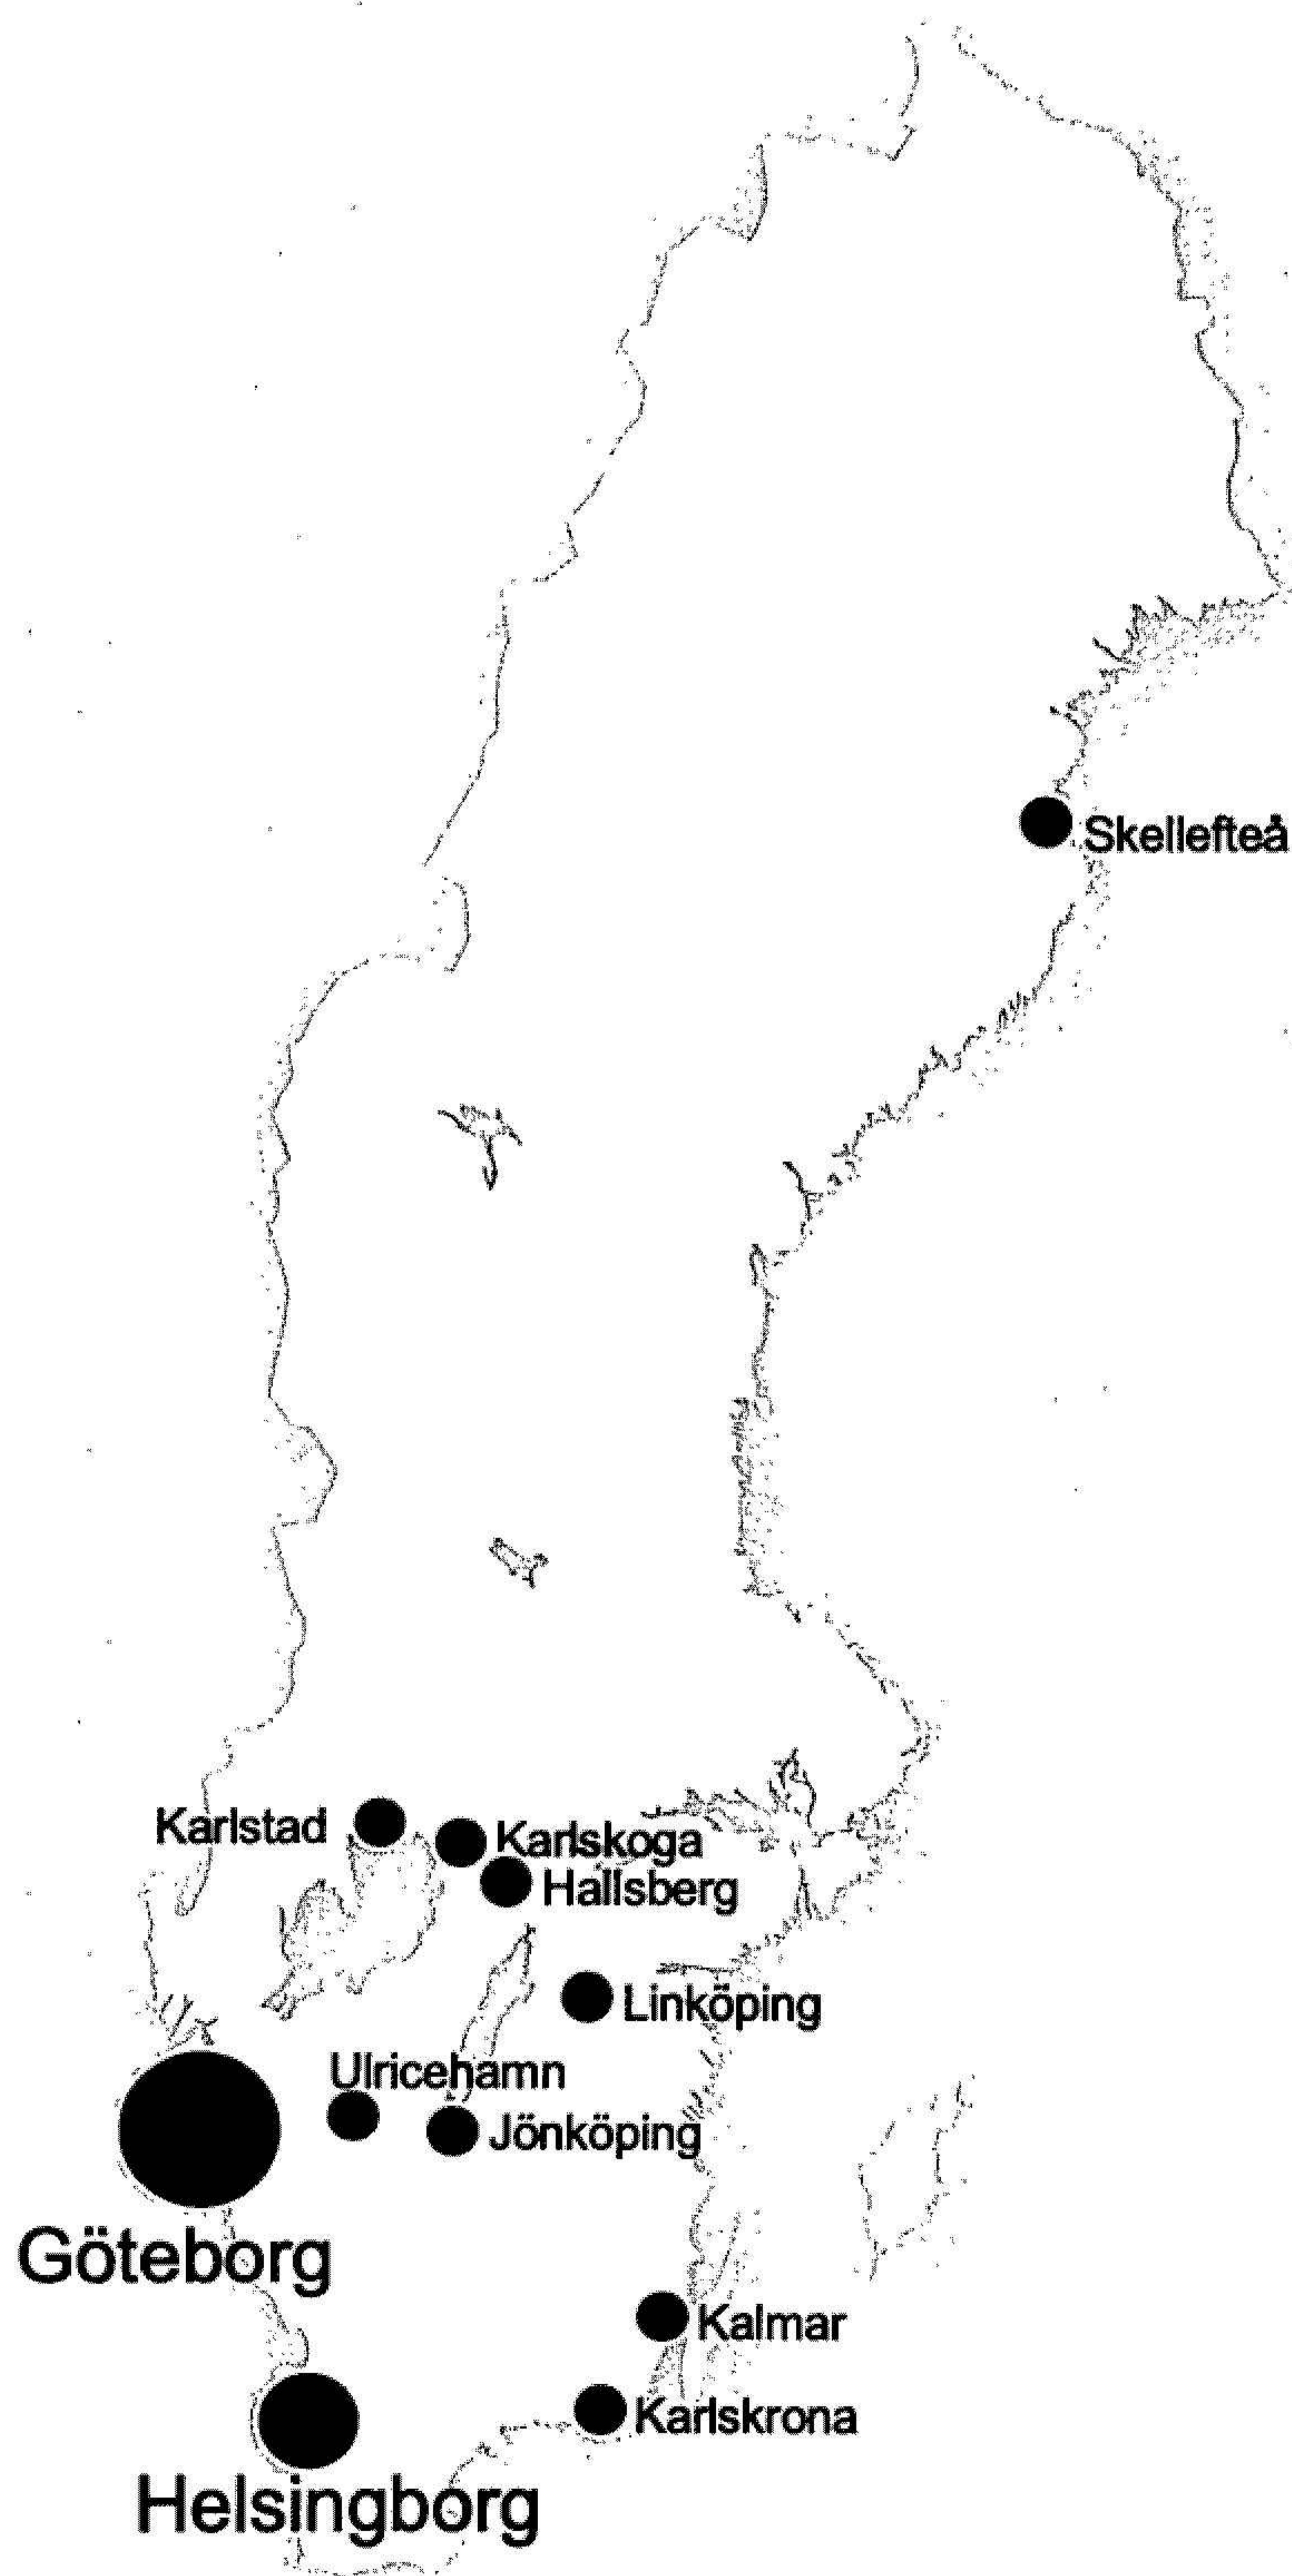 Skellefteå
Karlstad
Karlskoga
Hallsberg
Linköping
Ulricehamn
Jönköping
Göteborg
Kalmar
Karlskrona
Helsingborg